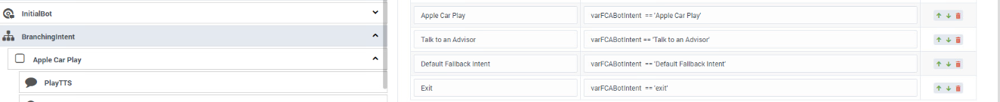 InitialBot
BranchingIntent
Apple Car Play
PlayTTS
Apple Car Play varFCABotIntent == 'Apple Car Play'
Talk to an Advisor varFCABotIntent == 'Talk to an Advisor'
Default Fallback Intent varFCABotIntent == 'Default Fallback Intent'
Exit varFCABotIntent == 'exit'